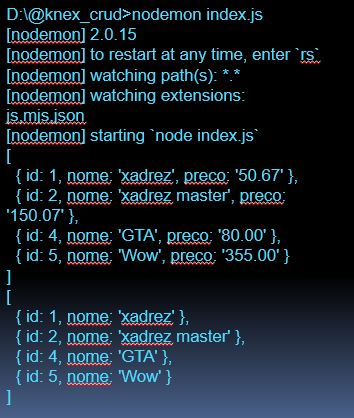 D:\@knex_crud>nodemon index.js
[nodemon] 2.0.15
[nodemon] to restart at any time, enter `rs`
[nodemon] watching path(s): *.*
[nodemon] watching extensions:
js,mjs,json
[nodemon] starting `node index.js`
[
  { id: 1, nome: 'xadrez', preco: '50.67' },
  { id: 2, nome: 'xadrez master', preco:
'150.07' },
  { id: 4, nome: 'GTA', preco: '80.00' },
  { id: 5, nome: 'Wow', preco: '355.00' }
]
[
  { id: 1, nome: 'xadrez' },
  { id: 2, nome: 'xadrez master' },
  { id: 4, nome: 'GTA' },
  { id: 5, nome: 'Wow' }
]